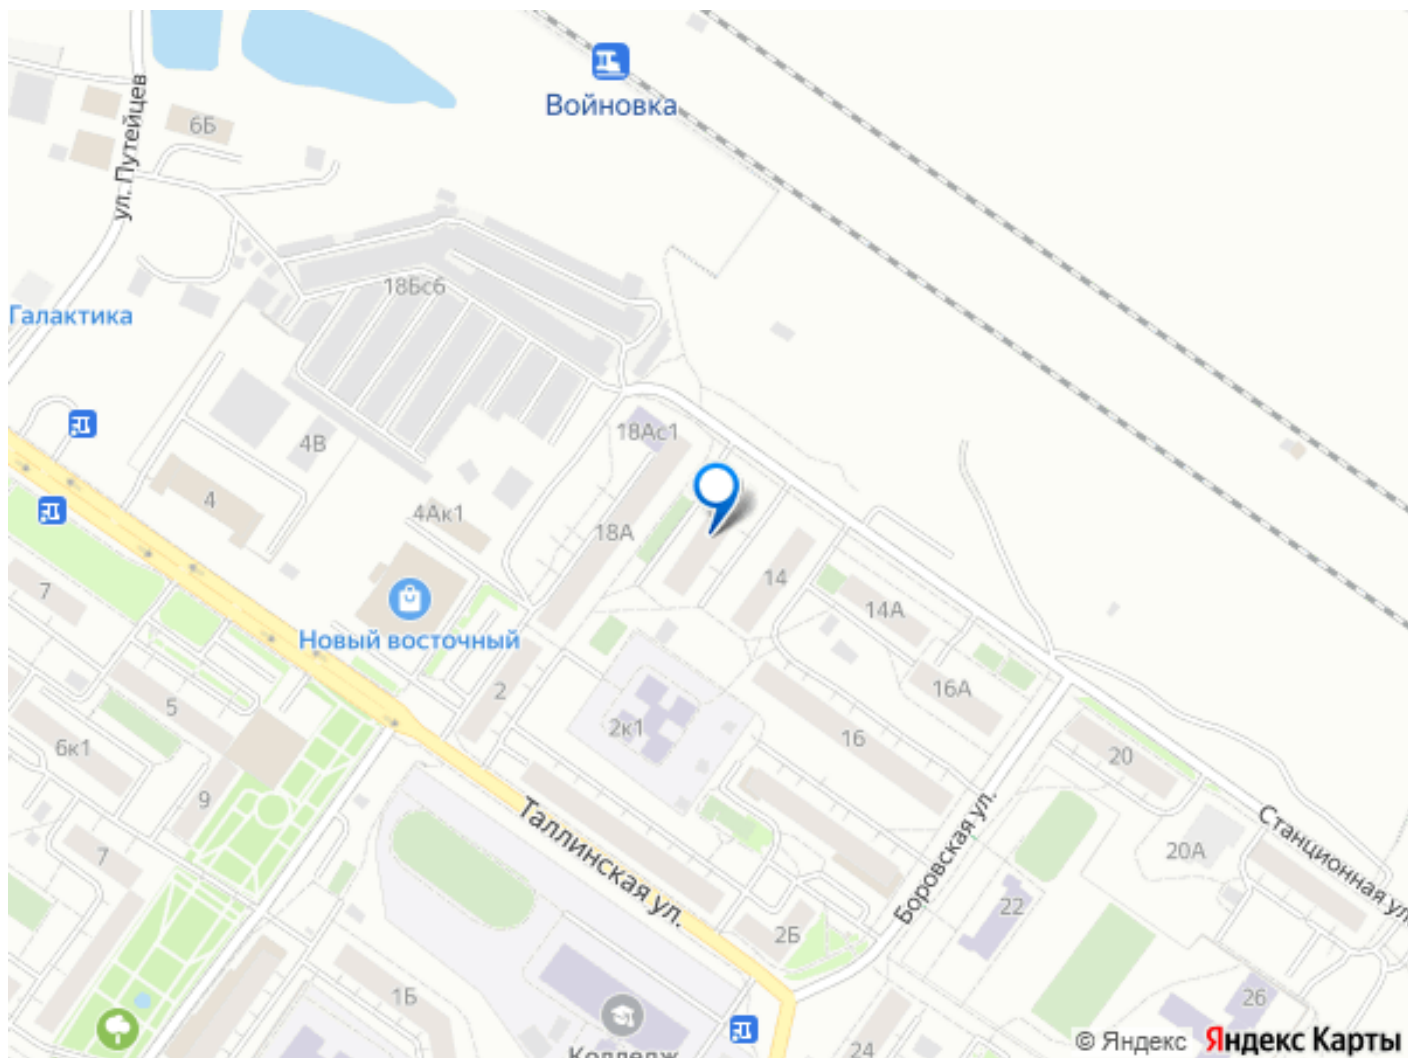 Войновка
ул. Путейцев
6Б
18Бс6
Галактика
18Ас1
4В
4
4Ак1
18А
14
7
14А
Новый восточный
2
16А
5
2к1
16
6к1
20
9
Таллинская ул.
Боровская ул.
Станционная ул.
7
20А
22
2Б
1Б
26
24
Колледж
© Яндекс Яндекс Карты